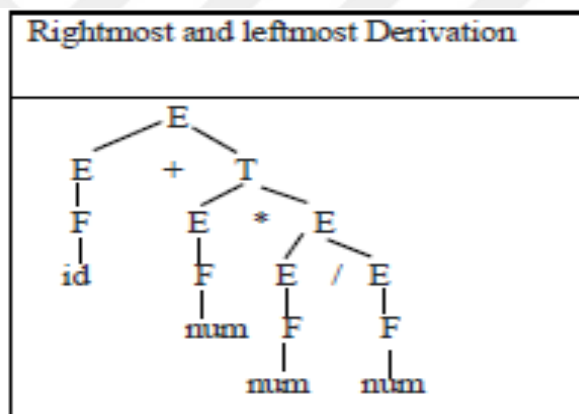 Rightmost and leftmost Derivation
E
E + T
F E * E
id F E / E
num F F
num num